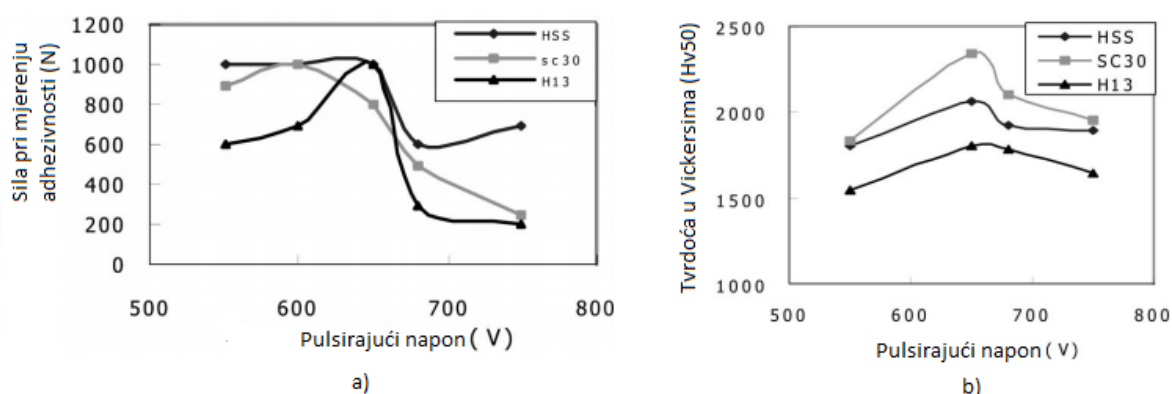 Sila pri mjerenju
adhezivnosti (N)
1200
1000
800
600
400
200
0
500
600
700
800
Pulsirajući napon ( V )
HSS
sc30
H13
a)
Tvrdoća u Vickersima (Hv50)
2500
2000
1500
1000
500
600
700
800
Pulsirajući napon ( V )
HSS
SC30
H13
b)